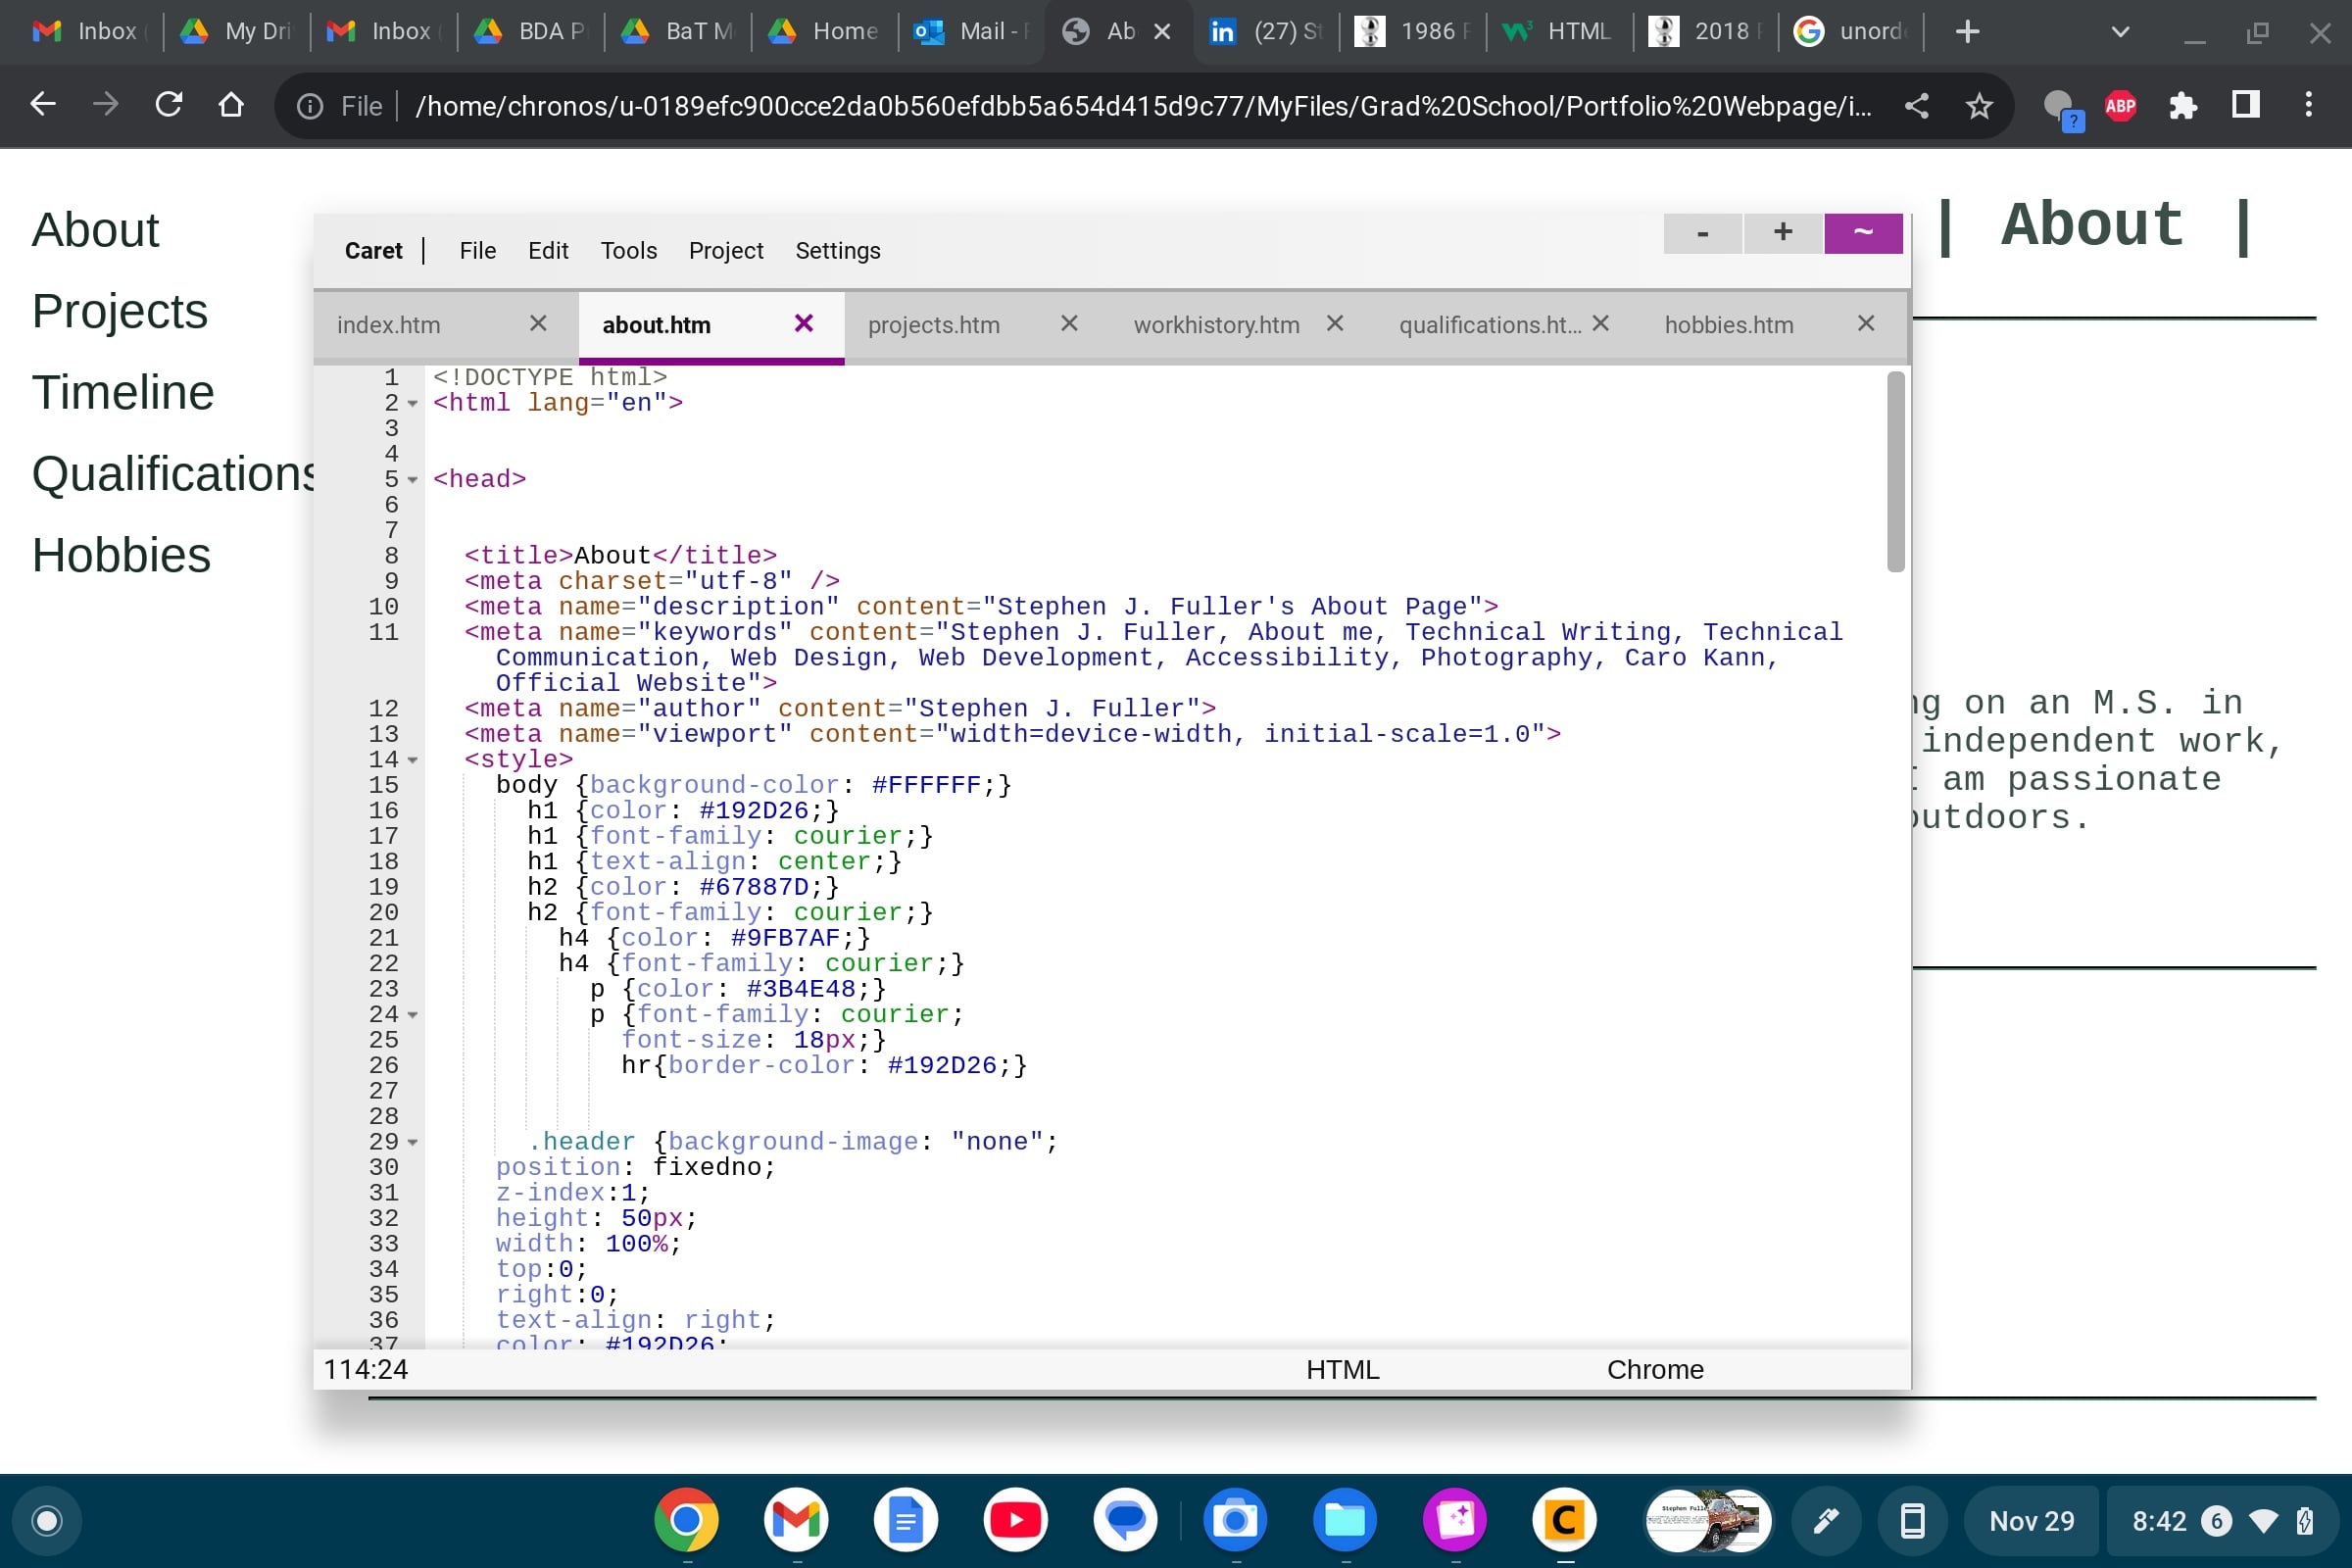 Inbox
My Dri
Inbox
BDA P
BaT M
Home
Mail -
Ab
in
(27) St
1986
HTML
2018
unord
File
/home/chronos/u-0189efc900cce2da0b560efdbb5a654d415d9c77/MyFiles/Grad%20School/Portfolio%20Webpage/i...
ABP
?
About
Projects
Timeline
Qualifications
Hobbies
| About |
Caret | File Edit Tools Project Settings
- + ~
index.htm
about.htm
projects.htm
workhistory.htm
qualifications.ht...
hobbies.htm
1 <!DOCTYPE html>
2 <html lang="en">
3
4
5 <head>
6
7
8 <title>About</title>
9 <meta charset="utf-8" />
10 <meta name="description" content="Stephen J. Fuller's About Page">
11 <meta name="keywords" content="Stephen J. Fuller, About me, Technical Writing, Technical
Communication, Web Design, Web Development, Accessibility, Photography, Caro Kann,
Official Website">
12 <meta name="author" content="Stephen J. Fuller">
13 <meta name="viewport" content="width=device-width, initial-scale=1.0">
14 <style>
15 body {background-color: #FFFFFF;}
16 h1 {color: #192D26;}
17 h1 {font-family: courier;}
18 h1 {text-align: center;}
19 h2 {color: #67887D;}
20 h2 {font-family: courier;}
21 h4 {color: #9FB7AF;}
22 h4 {font-family: courier;}
23 p {color: #3B4E48;}
24 p {font-family: courier;
25 font-size: 18px;}
26 hr{border-color: #192D26;}
27
28
29 .header {background-image: "none";
30 position: fixedno;
31 z-index:1;
32 height: 50px;
33 width: 100%;
34 top:0;
35 right:0;
36 text-align: right;
37 color: #192D26;
114:24
HTML
Chrome
ng on an M.S. in
independent work,
I am passionate
outdoors.
Nov 29
8:42
6